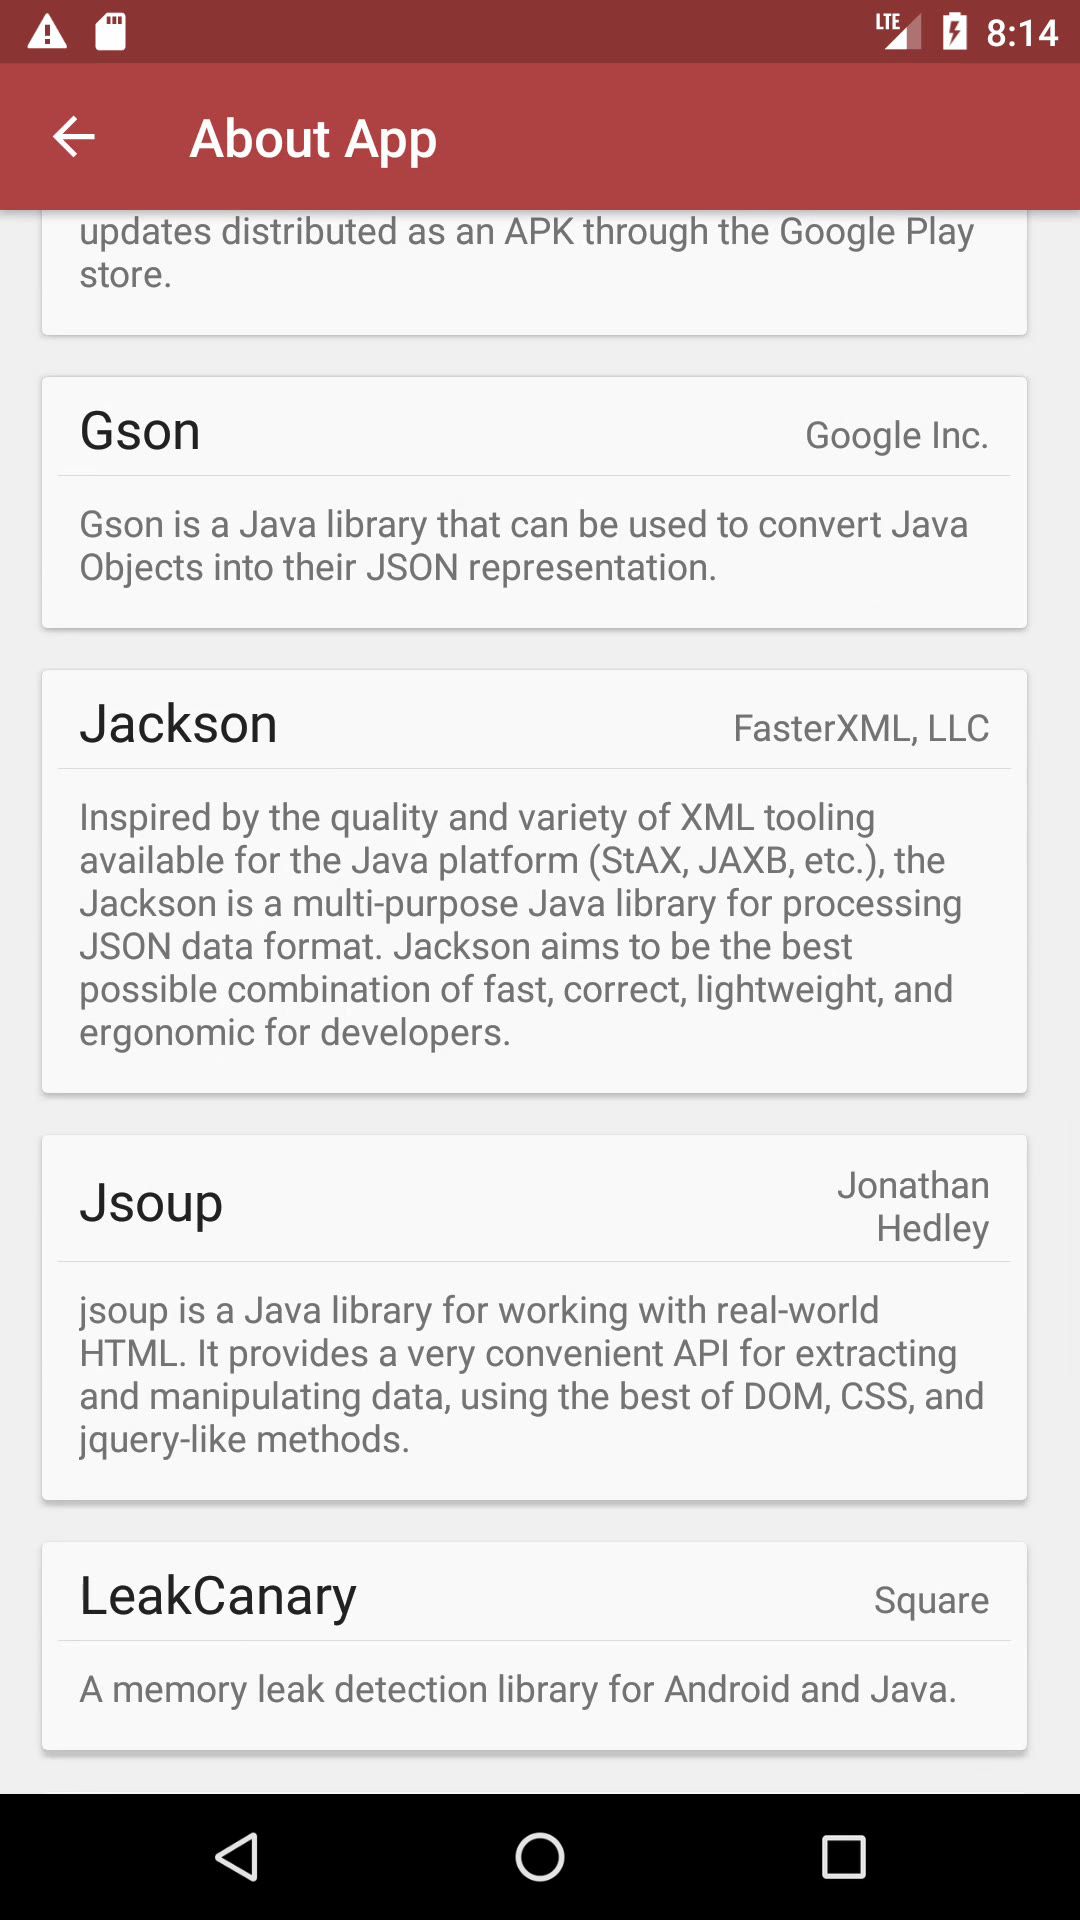 LTE 8:14
About App
updates distributed as an APK through the Google Play
store.
Gson Google Inc.
Gson is a Java library that can be used to convert Java
Objects into their JSON representation.
Jackson FasterXML, LLC
Inspired by the quality and variety of XML tooling
available for the Java platform (StAX, JAXB, etc.), the
Jackson is a multi-purpose Java library for processing
JSON data format. Jackson aims to be the best
possible combination of fast, correct, lightweight, and
ergonomic for developers.
Jsoup Jonathan
Hedley
jsoup is a Java library for working with real-world
HTML. It provides a very convenient API for extracting
and manipulating data, using the best of DOM, CSS, and
jquery-like methods.
LeakCanary Square
A memory leak detection library for Android and Java.